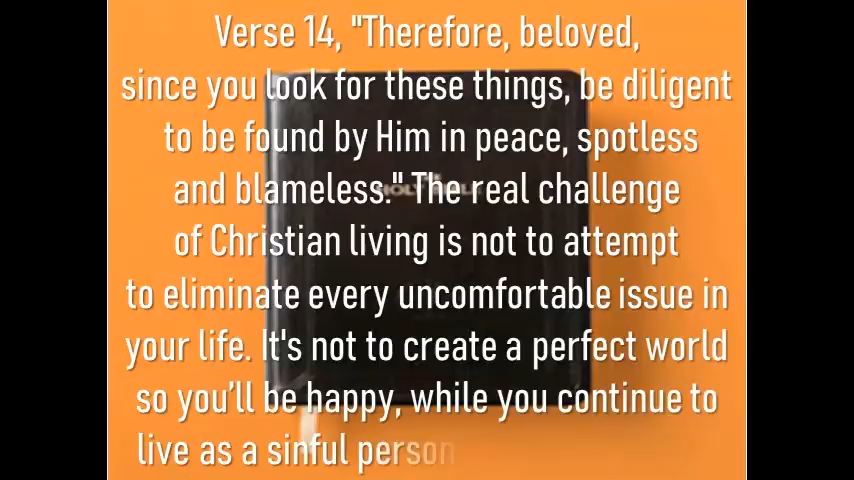 Verse 14, "Therefore, beloved,
since you look for these things, be diligent
to be found by Him in peace, spotless
and blameless." The real challenge
of Christian living is not to attempt
to eliminate every uncomfortable issue in
your life. It's not to create a perfect world
so you’ll be happy, while you continue to
live as a sinful person
HOLY